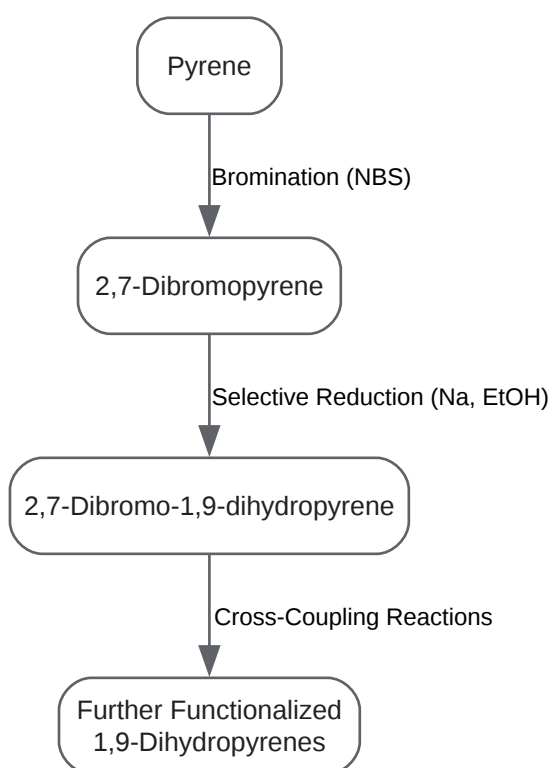 Pyrene
Bromination (NBS)
2,7-Dibromopyrene
Selective Reduction (Na, EtOH)
2,7-Dibromo-1,9-dihydropyrene
Cross-Coupling Reactions
Further Functionalized
1,9-Dihydropyrenes